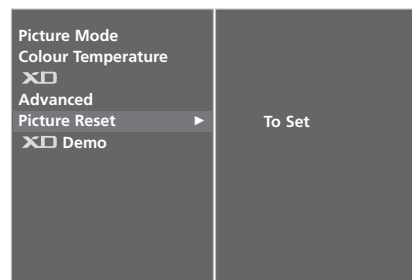 Picture Mode
Colour Temperature
XD
Advanced
Picture Reset ►
To Set
XD Demo